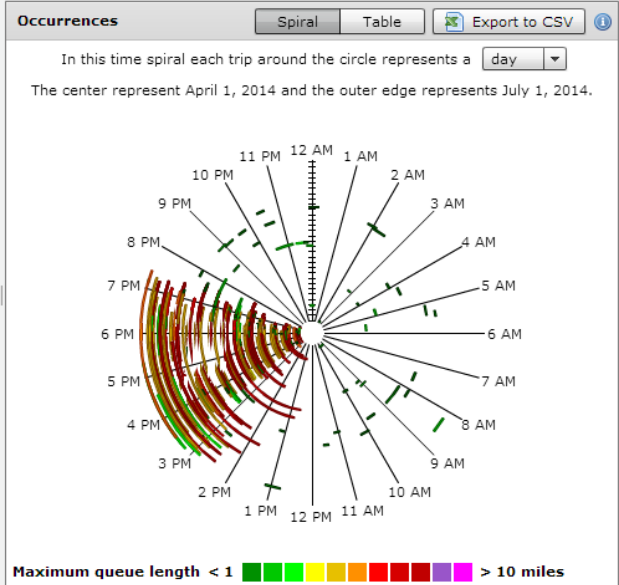 Occurrences Spiral Table Export to CSV
In this time spiral each trip around the circle represents a day
The center represent April 1, 2014 and the outer edge represents July 1, 2014.
12 AM
11 PM 1 AM
10 PM 2 AM
9 PM 3 AM
8 PM 4 AM
7 PM 5 AM
6 PM 6 AM
5 PM 7 AM
4 PM 8 AM
3 PM 9 AM
2 PM 10 AM
1 PM 12 PM 11 AM
Maximum queue length < 1 > 10 miles